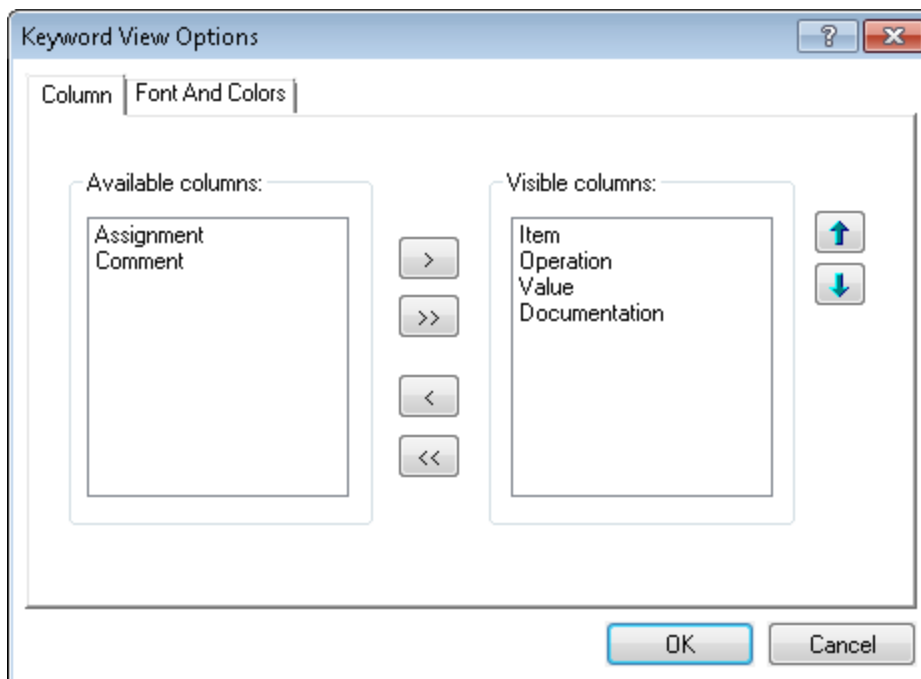 Keyword View Options
?
Column
Font And Colors
Available columns:
Assignment
Comment
>
>>
<
<<
Visible columns:
Item
Operation
Value
Documentation
OK
Cancel